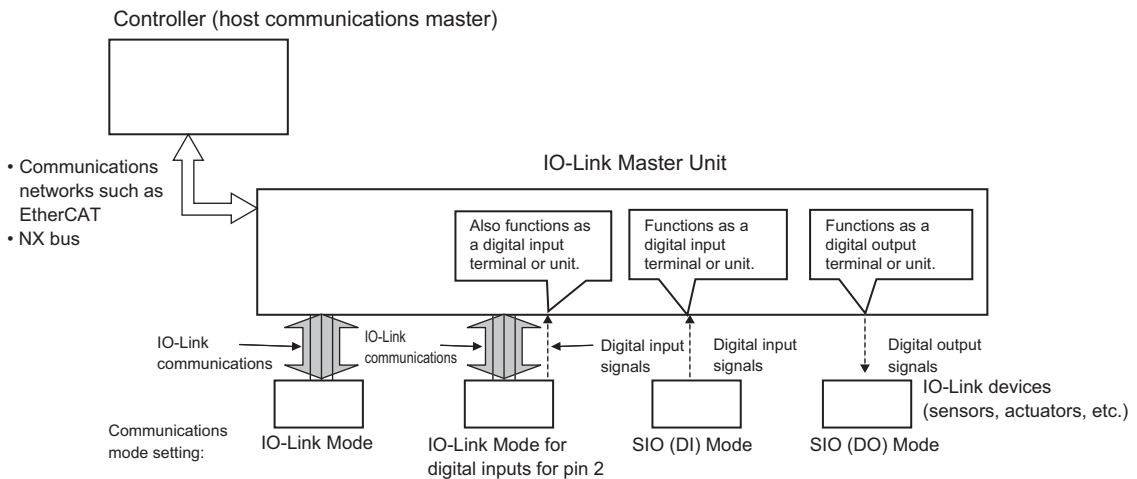 Controller (host communications master)
• Communications
networks such as
EtherCAT
• NX bus
IO-Link Master Unit
Also functions as
a digital input
terminal or unit.
Functions as a
digital input
terminal or unit.
Functions as a
digital output
terminal or unit.
IO-Link
communications
IO-Link
communications
Digital input
signals
Digital input
signals
Digital output
signals
IO-Link devices
(sensors, actuators, etc.)
Communications
mode setting:
IO-Link Mode
IO-Link Mode for
digital inputs for pin 2
SIO (DI) Mode
SIO (DO) Mode